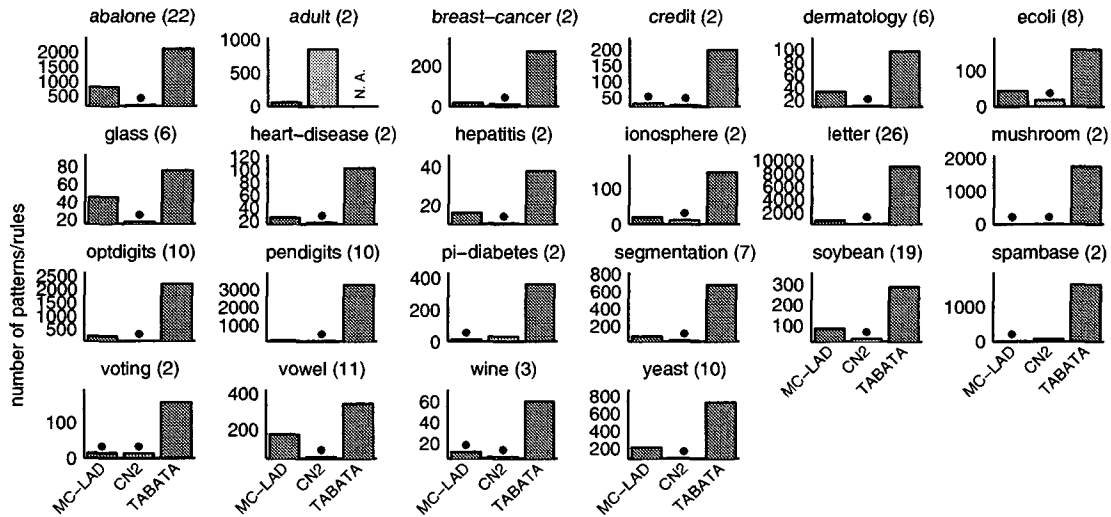 abalone (22) adult (2) breast-cancer (2) credit (2) dermatology (6) ecoli (8)
2000 1500 1000 500
1000 500 0
N. A.
200
200 150 100 50
100 80 60 40 20
100 0
glass (6) heart-disease (2) hepatitis (2) ionosphere (2) letter (26) mushroom (2)
80 60 40 20
120 100 80 60 40 20
40 20
100 0
10000 8000 6000 4000 2000
2000 1000 0
number of patterns/rules
optdigits (10) pendigits (10) pi-diabetes (2) segmentation (7) soybean (19) spambase (2)
2500 2000 1500 1000 500
3000 2000 1000
400 200 0
800 600 400 200
300 200 100
1000 0
MC-LAD CN2 TABATA MC-LAD CN2 TABATA
voting (2) vowel (11) wine (3) yeast (10)
100 0
400 200
60 40 20
800 600 400 200
MC-LAD CN2 TABATA MC-LAD CN2 TABATA MC-LAD CN2 TABATA MC-LAD CN2 TABATA